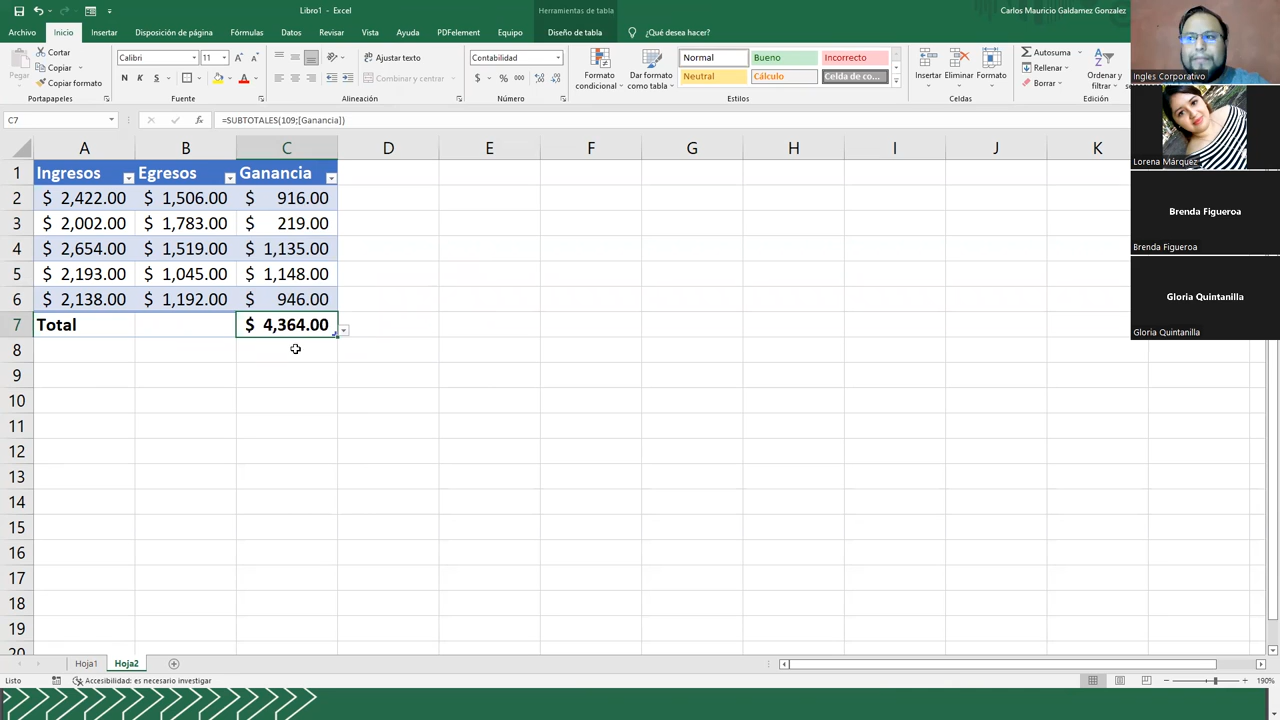 Libro1 - Excel
Herramientas de tabla
Carlos Mauricio Galdamez Gonzalez
Archivo Inicio Insertar Disposición de página Fórmulas Datos Revisar Vista Ayuda PDFelement Equipo Diseño de tabla ¿Qué desea hacer?
Pegar
Cortar
Copiar
Copiar formato
Portapapeles
Calibri 11
N K S
Fuente
Ajustar texto
Combinar y centrar
Alineación
Contabilidad
$ % 000
Número
Formato condicional
Dar formato como tabla
Normal Bueno Incorrecto
Neutral Cálculo Celda de co...
Estilos
Insertar Eliminar Formato
Celdas
Autosuma
Rellenar
Borrar
Ordenar y filtrar
Edición
C7 fx =SUBTOTALES(109;[Ganancia])
A B C D E F G H I J K
1 Ingresos Egresos Ganancia
2 $ 2,422.00 $ 1,506.00 $ 916.00
3 $ 2,002.00 $ 1,783.00 $ 219.00
4 $ 2,654.00 $ 1,519.00 $ 1,135.00
5 $ 2,193.00 $ 1,045.00 $ 1,148.00
6 $ 2,138.00 $ 1,192.00 $ 946.00
7 Total $ 4,364.00
8
9
10
11
12
13
14
15
16
17
18
19
20
Hoja1 Hoja2
Listo Accesibilidad: es necesario investigar 190%
Ingles Corporativo
Lorena Márquez
Brenda Figueroa
Brenda Figueroa
Gloria Quintanilla
Gloria Quintanilla